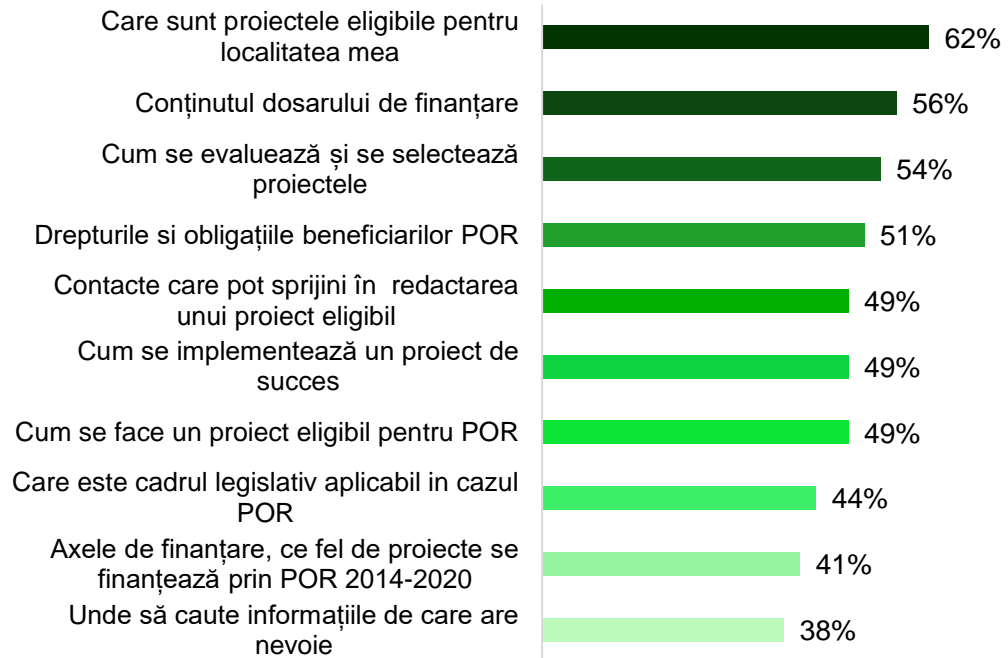 Care sunt proiectele eligibile pentru
localitatea mea
62%
Conținutul dosarului de finanțare
56%
Cum se evaluează și se selectează
proiectele
54%
Drepturile si obligațiile beneficiarilor POR
51%
Contacte care pot sprijini în  redactarea
unui proiect eligibil
49%
Cum se implementează un proiect de
succes
49%
Cum se face un proiect eligibil pentru POR
49%
Care este cadrul legislativ aplicabil in cazul
POR
44%
Axele de finanțare, ce fel de proiecte se
finanțează prin POR 2014-2020
41%
Unde să caute informațiile de care are
nevoie
38%